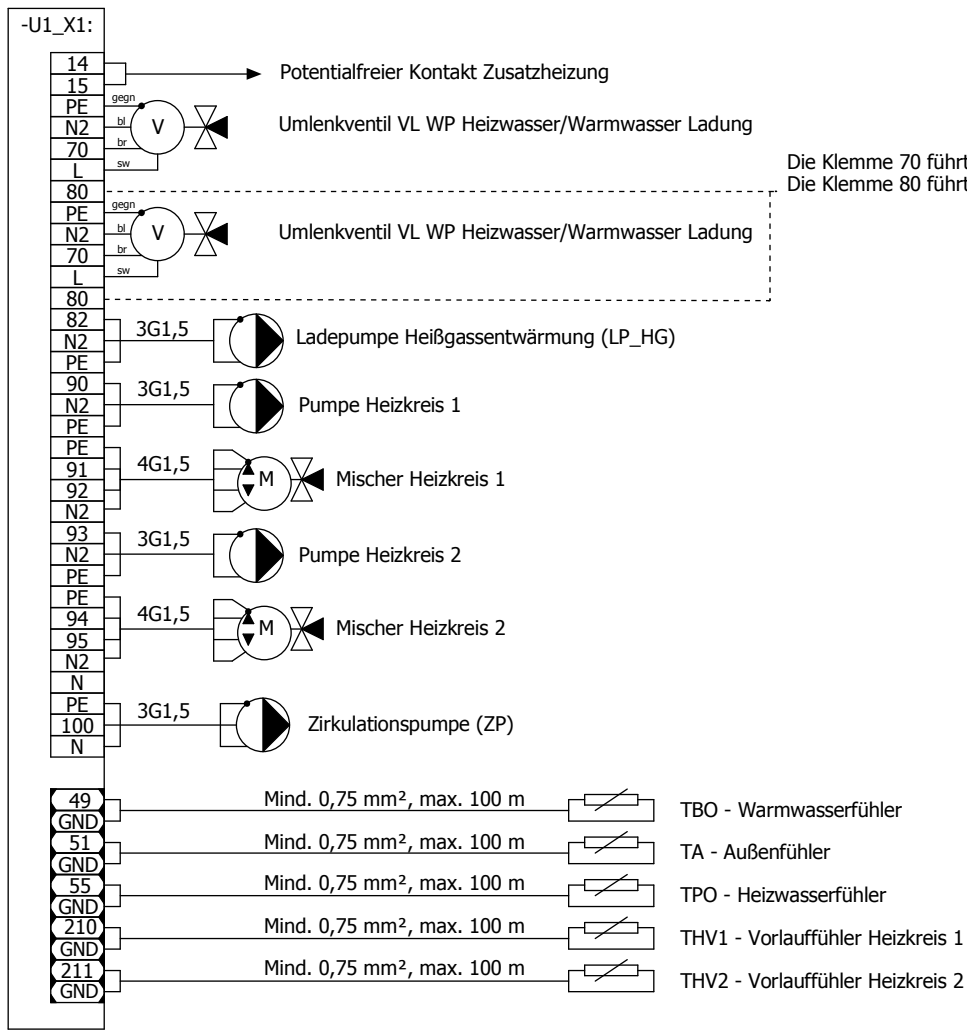 -U1_X1:
14
15
Potentialfreier Kontakt Zusatzheizung
PE
gegn
N2
bl
70
br
L
sw
V
Umlenkventil VL WP Heizwasser/Warmwasser Ladung
80
Die Klemme 70 führt
Die Klemme 80 führt
PE
gegn
N2
bl
70
br
L
sw
V
Umlenkventil VL WP Heizwasser/Warmwasser Ladung
80
82
N2
PE
3G1,5
Ladepumpe Heißgassentwärmung (LP_HG)
90
N2
PE
3G1,5
Pumpe Heizkreis 1
PE
91
92
N2
4G1,5
M
Mischer Heizkreis 1
93
N2
PE
3G1,5
Pumpe Heizkreis 2
PE
94
95
N2
4G1,5
M
Mischer Heizkreis 2
N
PE
100
N
3G1,5
Zirkulationspumpe (ZP)
49
GND
Mind. 0,75 mm², max. 100 m
TBO - Warmwasserfühler
51
GND
Mind. 0,75 mm², max. 100 m
TA - Außenfühler
55
GND
Mind. 0,75 mm², max. 100 m
TPO - Heizwasserfühler
210
GND
Mind. 0,75 mm², max. 100 m
THV1 - Vorlauffühler Heizkreis 1
211
GND
Mind. 0,75 mm², max. 100 m
THV2 - Vorlauffühler Heizkreis 2